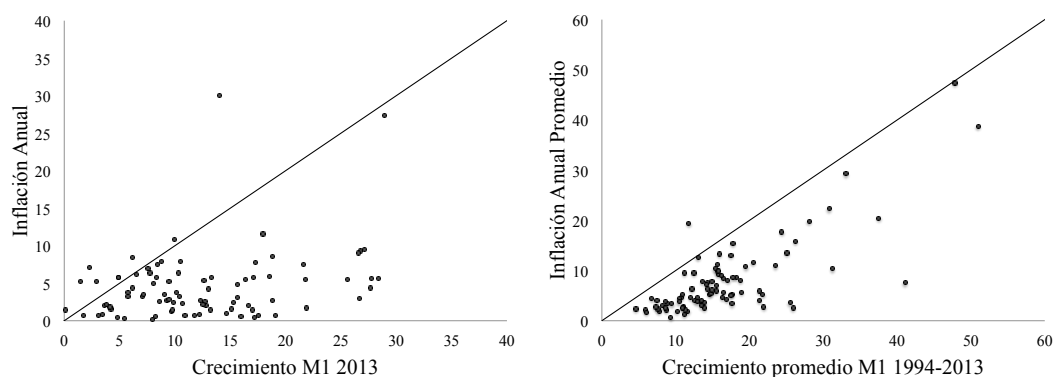 Inflación Anual
40
35
30
25
20
15
10
5
0
0 5 10 15 20 25 30 35 40
Crecimiento M1 2013
Inflación Anual Promedio
60
50
40
30
20
10
0
0 10 20 30 40 50 60
Crecimiento promedio M1 1994-2013